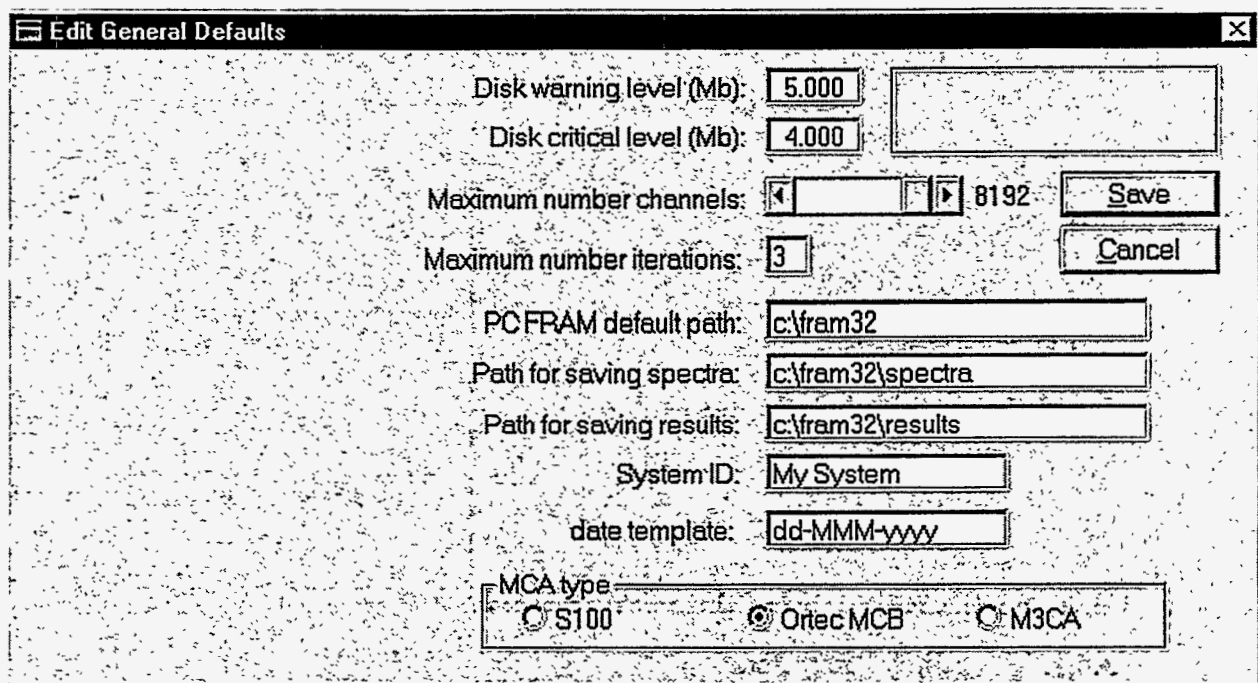 Edit General Defaults
Disk warning level (Mb): 5.000
Disk critical level (Mb): 4.000
Maximum number channels: 8192
Save
Maximum number iterations: 3
Cancel
PC FRAM default path: c:\fram32
Path for saving spectra: c:\fram32\spectra
Path for saving results: c:\fram32\results
System ID: My System
date template: dd-MMM-yyyy
MCA type
S100 Ortec MCB M3CA